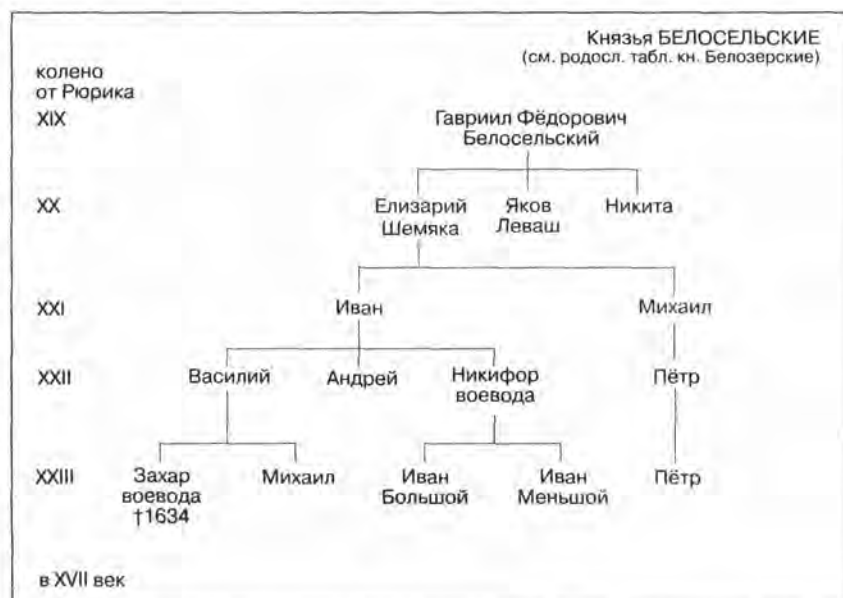 Князья БЕЛОСЕЛЬСКИЕ
(см. родосл. табл. кн. Белозерские)
колено
от Рюрика
XIX
Гавриил Фёдорович
Белосельский
XX
Елизарий
Шемяка
Яков
Леваш
Никита
XXI
Иван
Михаил
XXII
Василий
Андрей
Никифор
воевода
Пётр
XXIII
Захар
воевода
†1634
Михаил
Иван
Большой
Иван
Меньшой
Пётр
в XVII век